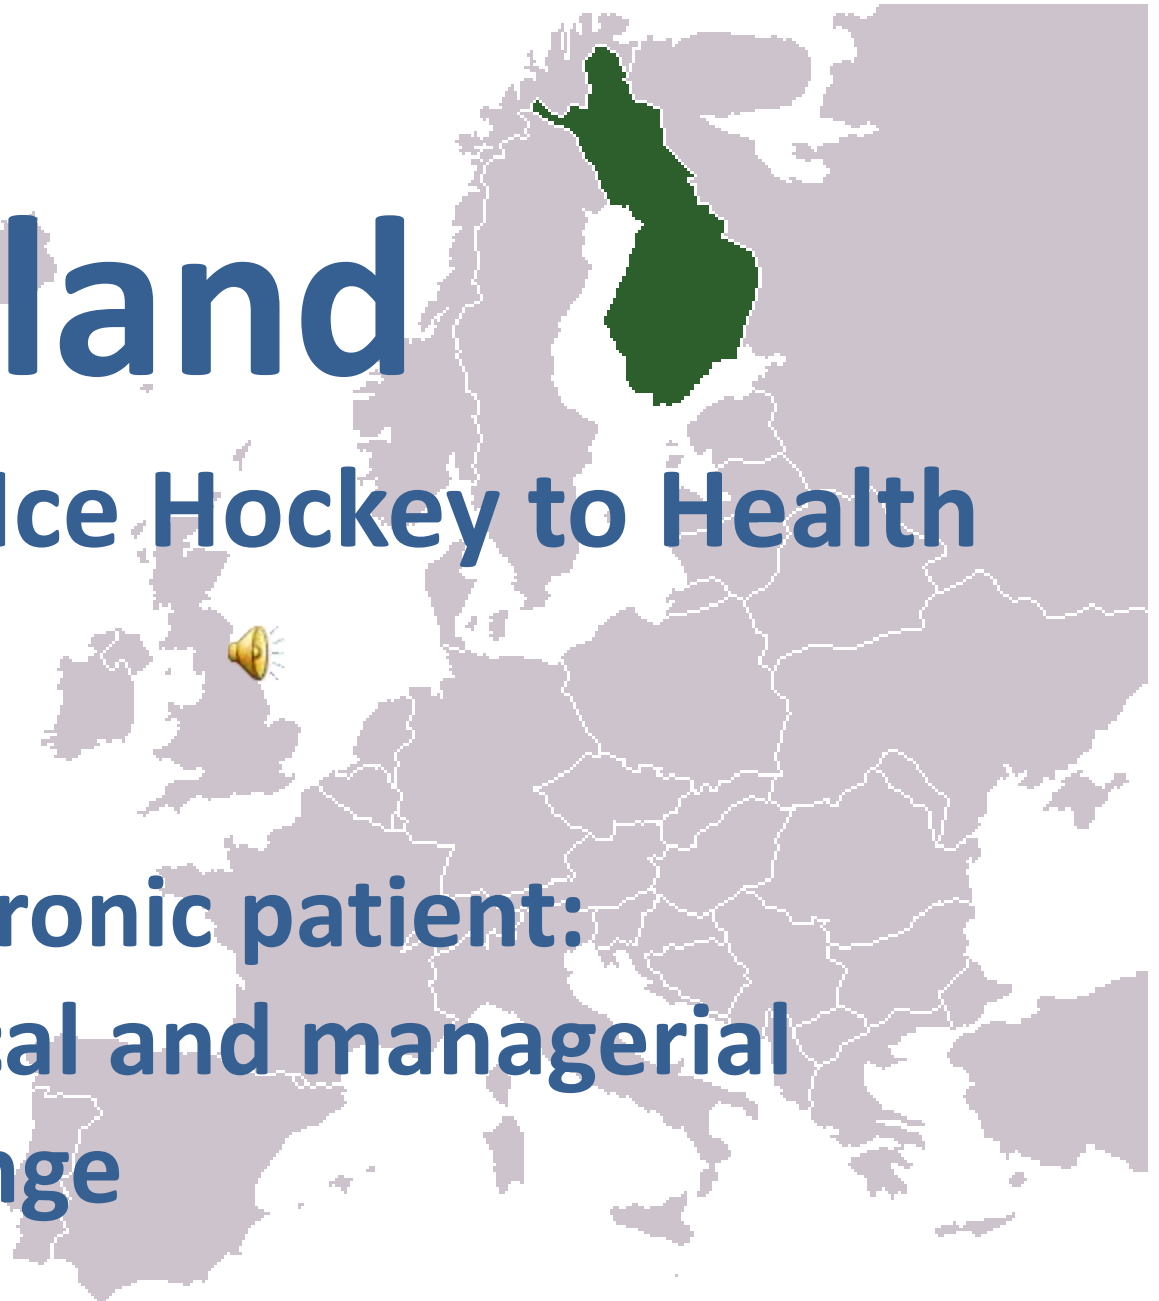 land
Ice Hockey to Health
ronic patient:
al and managerial
nge